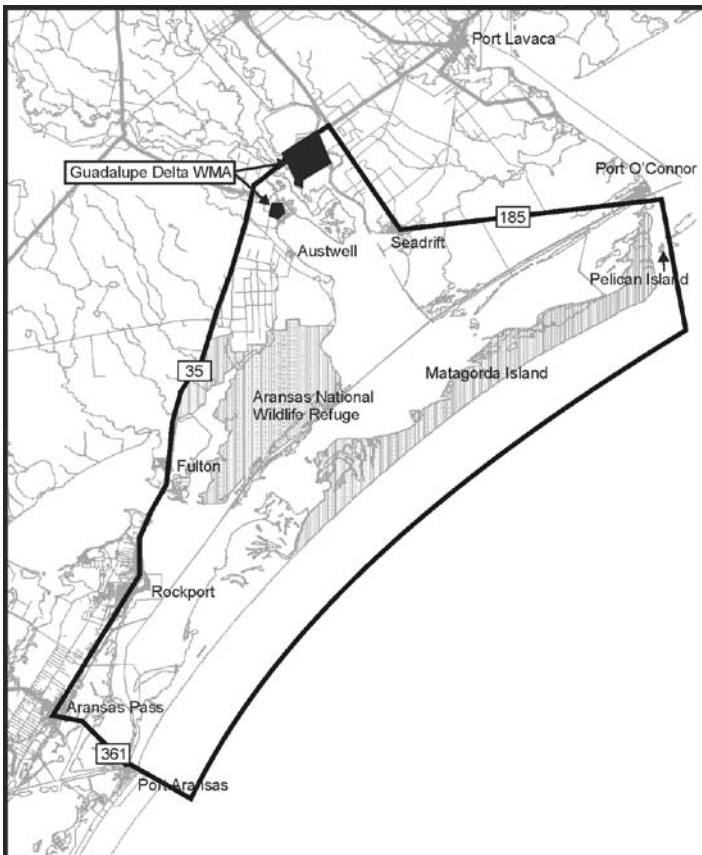 Port Lavaca
Guadalupe Delta WMA
Port O'Connor
185
Seadrift
Austwell
Pelican Island
35
Matagorda Island
Aransas National
Wildlife Refuge
Fulton
Rockport
Aransas Pass
361
Port Aransas